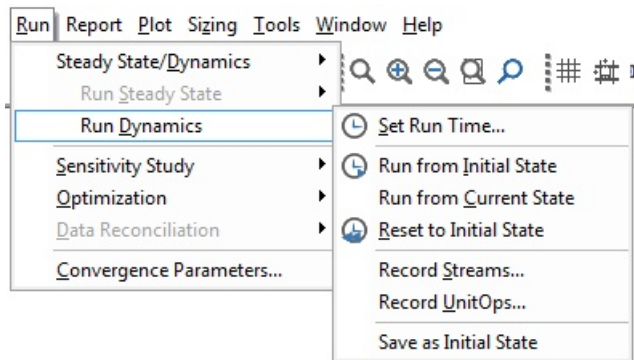 Run Report Plot Sizing Tools Window Help
Steady State/Dynamics
Run Steady State
Run Dynamics
Sensitivity Study
Optimization
Data Reconciliation
Convergence Parameters...
Set Run Time...
Run from Initial State
Run from Current State
Reset to Initial State
Record Streams...
Record UnitOps...
Save as Initial State